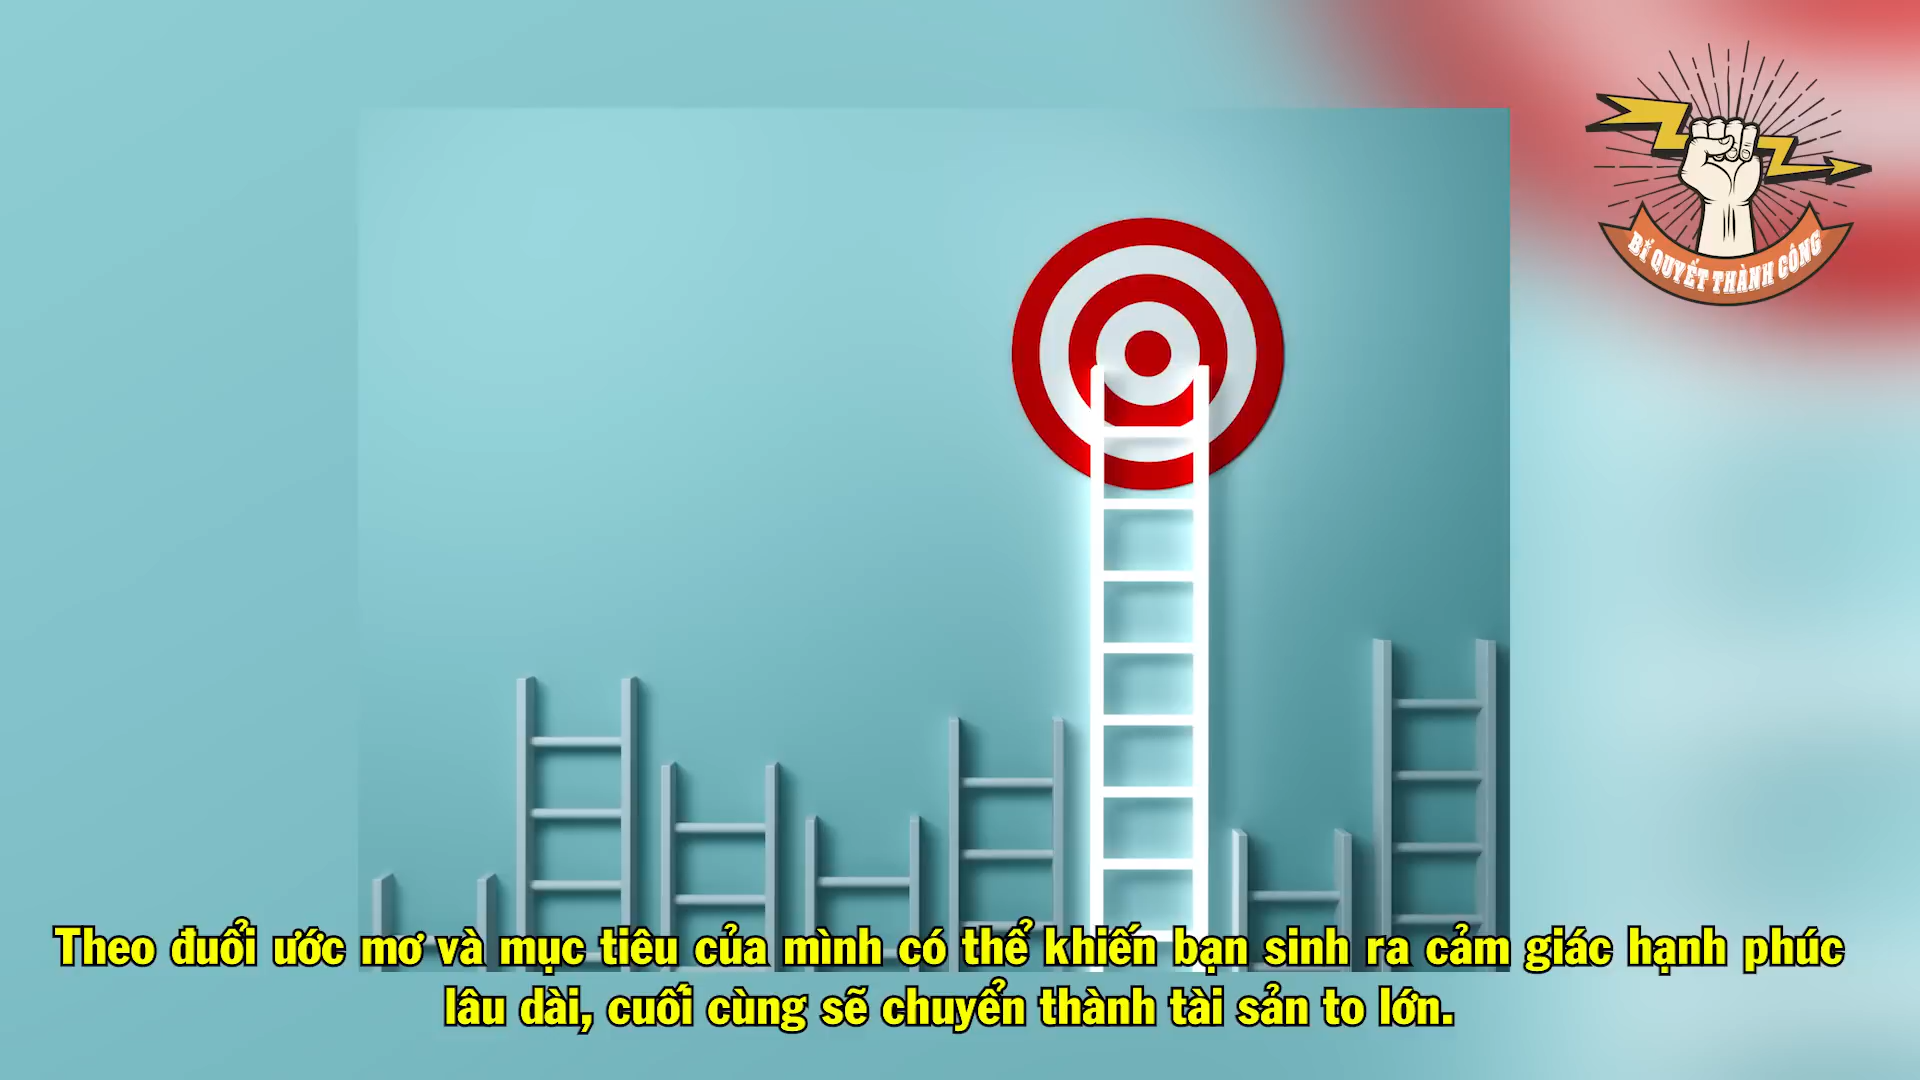 BÍ QUYẾT THÀNH CÔNG
Theo đuổi ước mơ và mục tiêu của mình có thể khiến bạn sinh ra cảm giác hạnh phúc
lâu dài, cuối cùng sẽ chuyển thành tài sản to lớn.